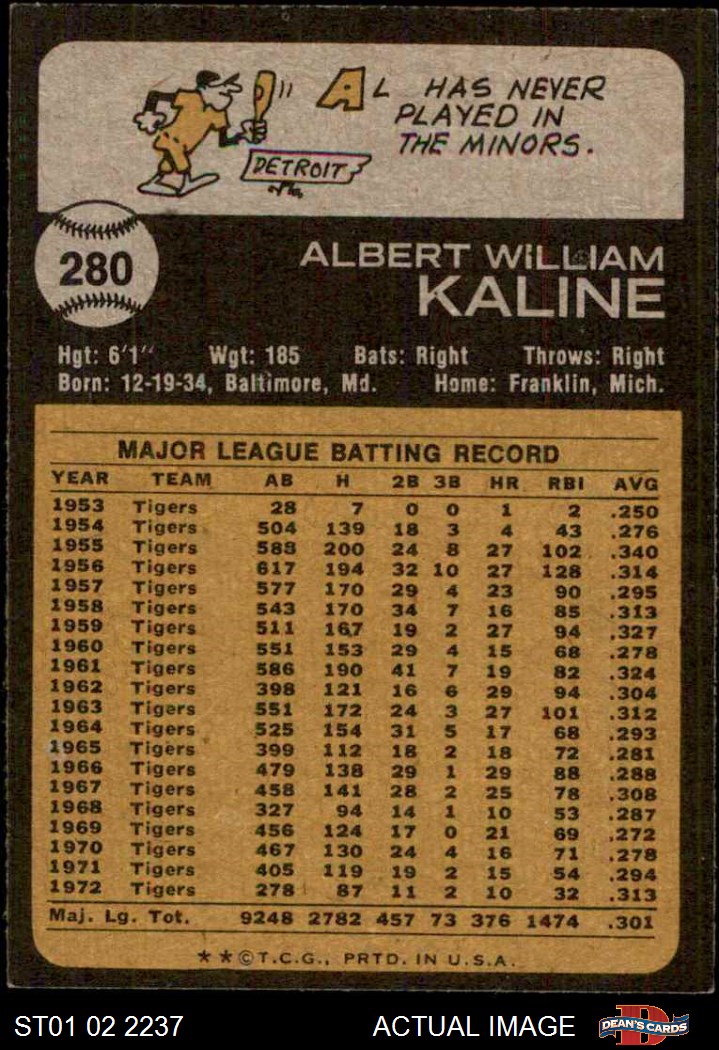 AL HAS NEVER
PLAYED IN
THE MINORS.
DETROIT
280
ALBERT WILLIAM
KALINE
Hgt: 6'1" Wgt: 185 Bats: Right Throws: Right
Born: 12-19-34, Baltimore, Md. Home: Franklin, Mich.
MAJOR LEAGUE BATTING RECORD
YEAR TEAM AB H 2B 3B HR RBI AVG
1953 Tigers 28 7 0 0 1 2 .250
1954 Tigers 504 139 18 3 4 43 .276
1955 Tigers 588 200 24 8 27 102 .340
1956 Tigers 617 194 32 10 27 128 .314
1957 Tigers 577 170 29 4 23 90 .295
1958 Tigers 543 170 34 7 16 85 .313
1959 Tigers 511 167 19 2 27 94 .327
1960 Tigers 551 153 29 4 15 68 .278
1961 Tigers 586 190 41 7 19 82 .324
1962 Tigers 398 121 16 6 29 94 .304
1963 Tigers 551 172 24 3 27 101 .312
1964 Tigers 525 154 31 5 17 68 .293
1965 Tigers 399 112 18 2 18 72 .281
1966 Tigers 479 138 29 1 29 88 .288
1967 Tigers 458 141 28 2 25 78 .308
1968 Tigers 327 94 14 1 10 53 .287
1969 Tigers 456 124 17 0 21 69 .272
1970 Tigers 467 130 24 4 16 71 .278
1971 Tigers 405 119 19 2 15 54 .294
1972 Tigers 278 87 11 2 10 32 .313
Maj. Lg. Tot. 9248 2782 457 73 376 1474 .301
**©T.C.G., PRTD. IN U.S.A.
ST01 02 2237 ACTUAL IMAGE D DEAN'S CARDS